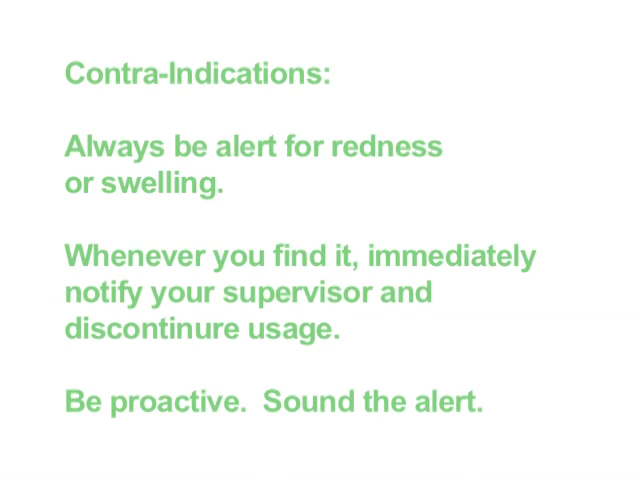 Contra-Indications:
Always be alert for redness
or swelling.
Whenever you find it, immediately
notify your supervisor and
discontinure usage.
Be proactive.  Sound the alert.